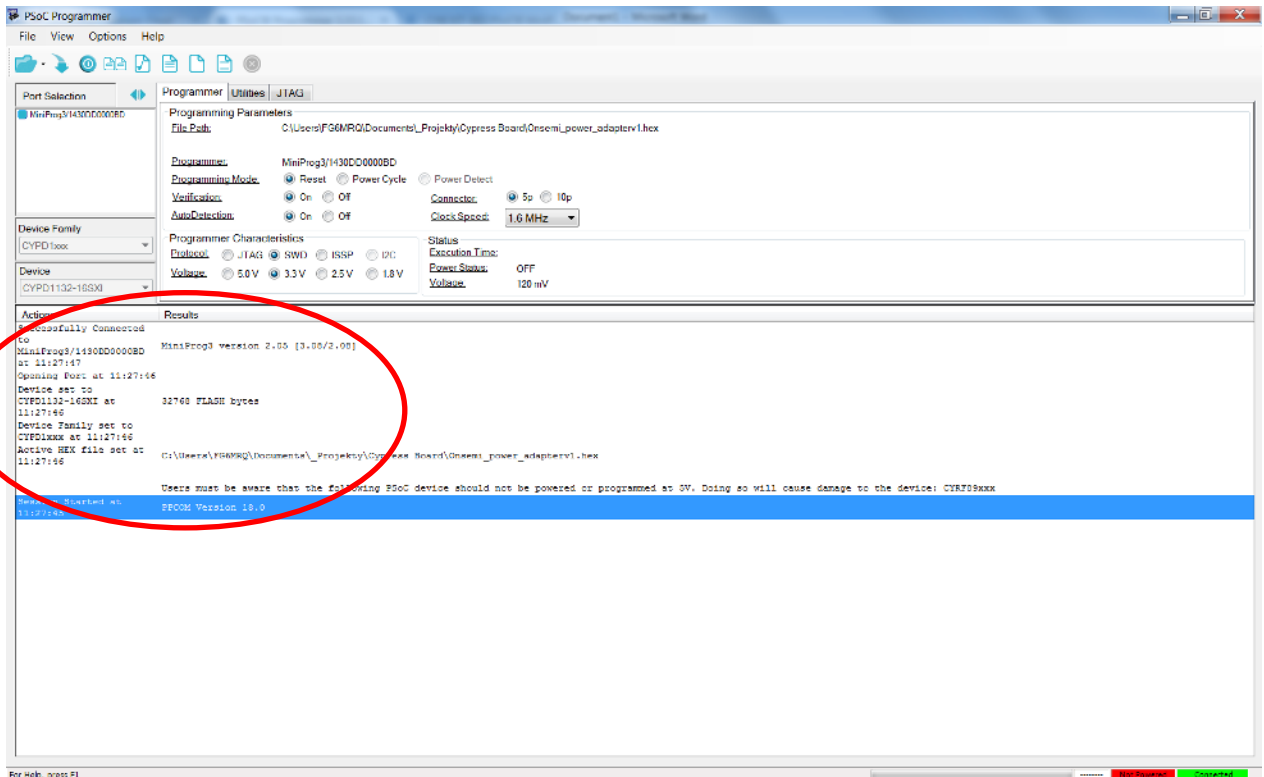 PSoC Programmer
File View Options Help
Port Selection
MiniProg3/1430DD0000BD
Device Family
CYPD1xxx
Device
CYPD1132-16SXI
Programmer Utilities JTAG
Programming Parameters
File Path: C:\Users\FG6MRQ\Documents\_Projekty\Cypress Board\Onsemi_power_adapterv1.hex
Programmer: MiniProg3/1430DD0000BD
Programming Mode: Reset Power Cycle Power Detect
Verification: On Off Connector: 5p 10p
AutoDetection: On Off Clock Speed: 1.6 MHz
Programmer Characteristics
Protocol: JTAG SWD ISSP I2C
Voltage: 5.0 V 3.3 V 2.5 V 1.8 V
Status
Execution Time:
Power Status: OFF
Voltage: 120 mV
Actions Results
Successfully Connected
to
MiniProg3/1430DD0000BD MiniProg3 version 2.05 [3.08/2.08]
at 11:27:47
Opening Port at 11:27:46
Device set to
CYPD1132-16SXI at 32768 FLASH bytes
11:27:46
Device Family set to
CYPD1xxx at 11:27:46
Active HEX file set at
11:27:46 C:\Users\FG6MRQ\Documents\_Projekty\Cypress Board\Onsemi_power_adapterv1.hex
Users must be aware that the following PSoC device should not be powered or programmed at 5V. Doing so will cause damage to the device: CYRF89xxx
Session Started at
11:27:45 PPCOM Version 18.0
For Help, press F1
Not Powered Connected